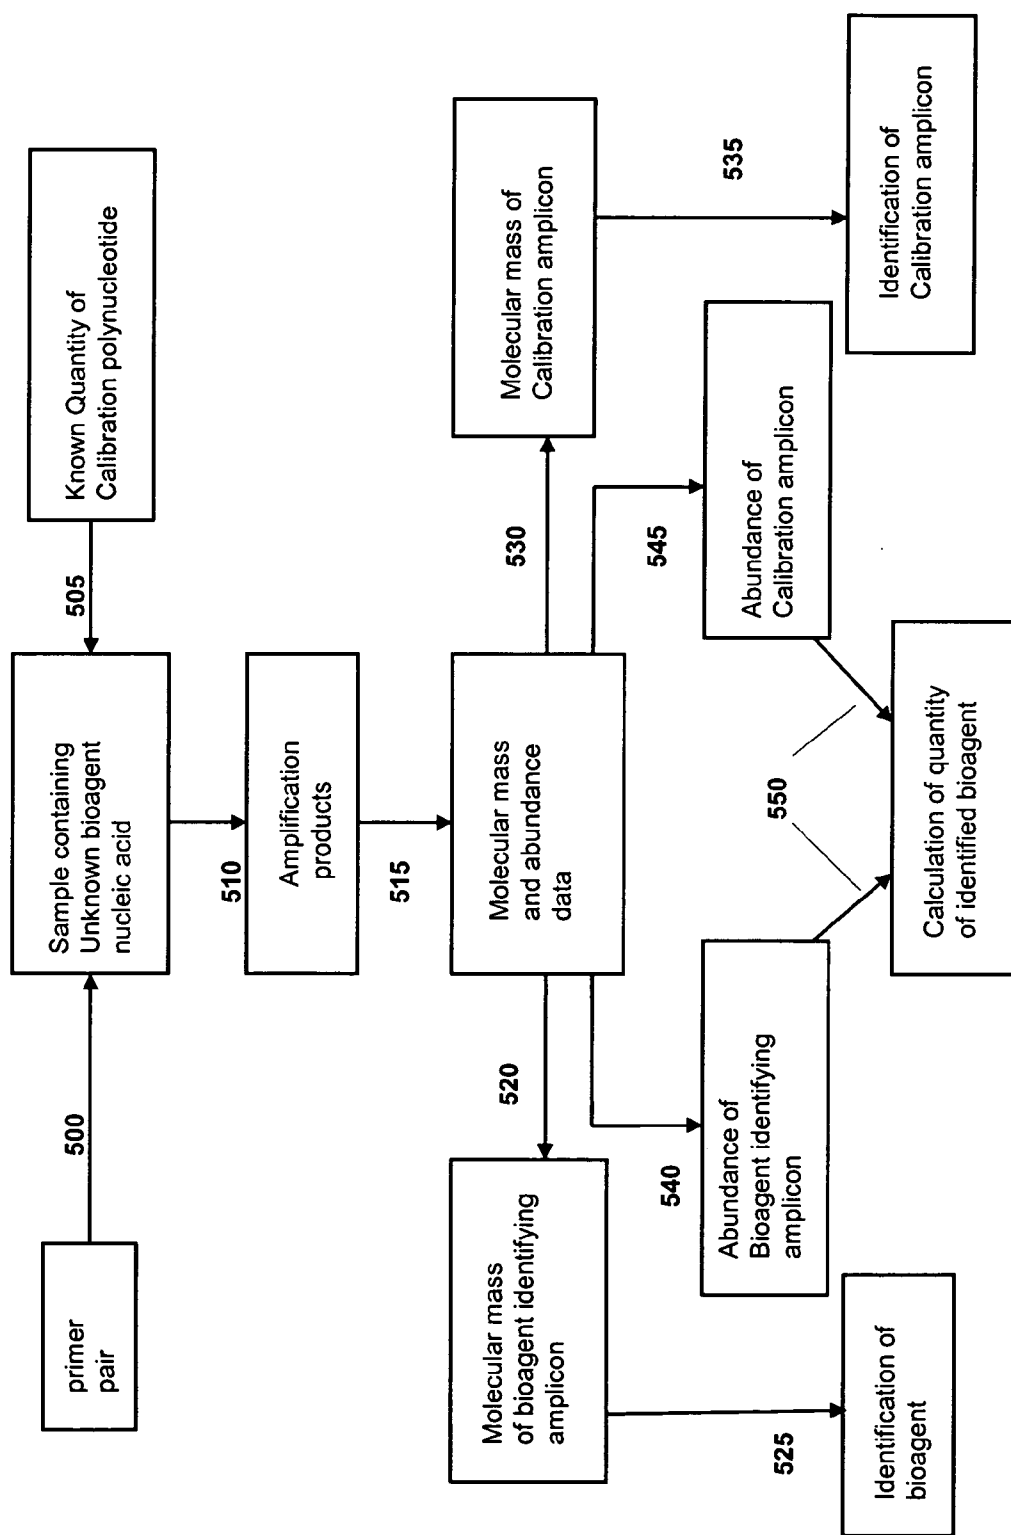 primer
pair
500
Sample containing
Unknown bioagent
nucleic acid
505
Known Quantity of
Calibration polynucleotide
510
Amplification
products
515
Molecular mass
and abundance
data
520
Molecular mass
of bioagent identifying
amplicon
525
Identification of
bioagent
530
Molecular mass of
Calibration amplicon
535
Identification of
Calibration amplicon
540
Abundance of
Bioagent identifying
amplicon
545
Abundance of
Calibration amplicon
550
Calculation of quantity
of identified bioagent